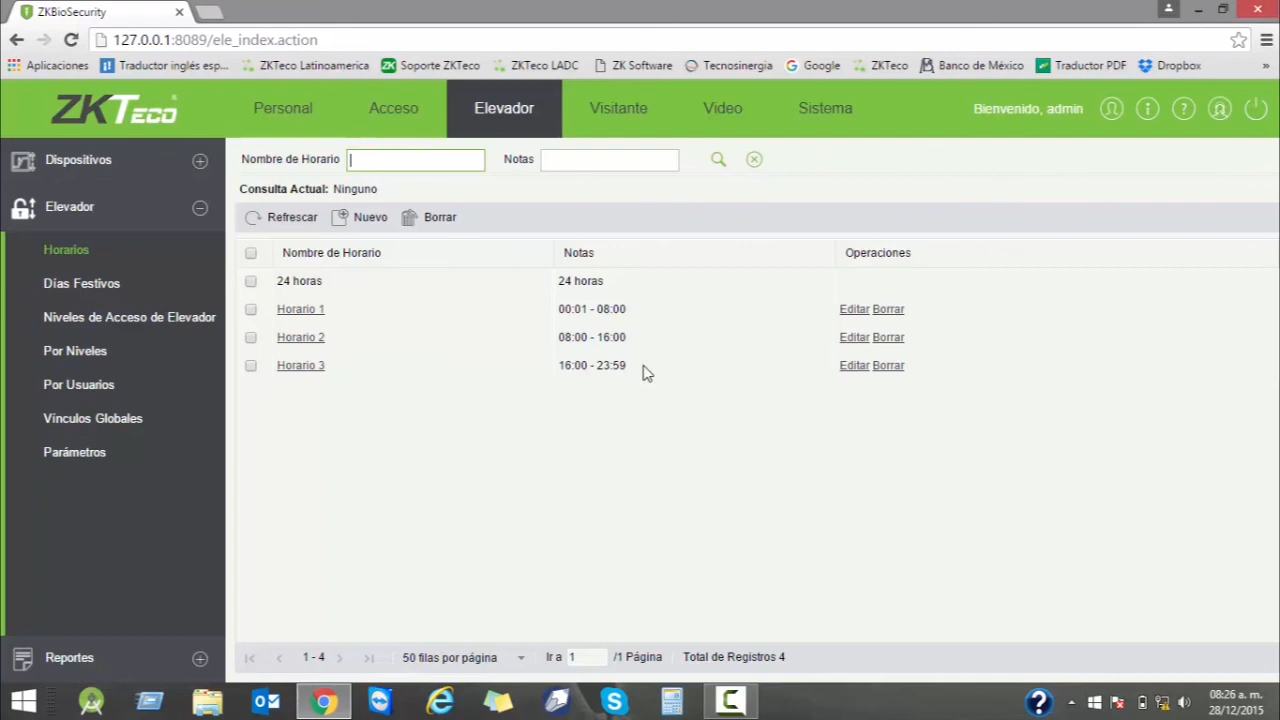 ZKBioSecurity
127.0.0.1:8089/ele_index.action
Aplicaciones Traductor inglés esp... ZKTeco Latinoamerica Soporte ZKTeco ZKTeco LADC ZK Software Tecnosinergia Google ZKTeco Banco de México Traductor PDF Dropbox »
ZKTeco Personal Acceso Elevador Visitante Video Sistema Bienvenido, admin
Dispositivos
Elevador
Horarios
Días Festivos
Niveles de Acceso de Elevador
Por Niveles
Por Usuarios
Vínculos Globales
Parámetros
Reportes
Nombre de Horario Notas
Consulta Actual: Ninguno
Refrescar Nuevo Borrar
Nombre de Horario Notas Operaciones
24 horas 24 horas
Horario 1 00:01 - 08:00 Editar Borrar
Horario 2 08:00 - 16:00 Editar Borrar
Horario 3 16:00 - 23:59 Editar Borrar
1 - 4 50 filas por página Ir a 1 /1 Página Total de Registros 4
08:26 a. m.
28/12/2015